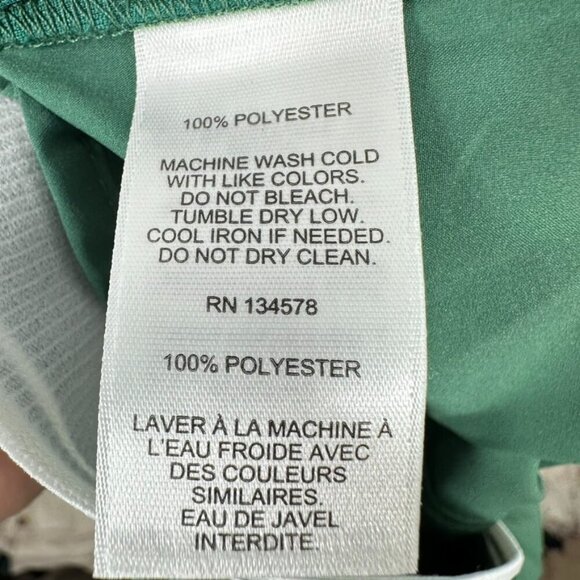 100% POLYESTER
MACHINE WASH COLD
WITH LIKE COLORS.
DO NOT BLEACH.
TUMBLE DRY LOW.
COOL IRON IF NEEDED.
DO NOT DRY CLEAN.
RN 134578
100% POLYESTER
LAVER À LA MACHINE À
L'EAU FROIDE AVEC
DES COULEURS
SIMILAIRES.
EAU DE JAVEL
INTERDITE.